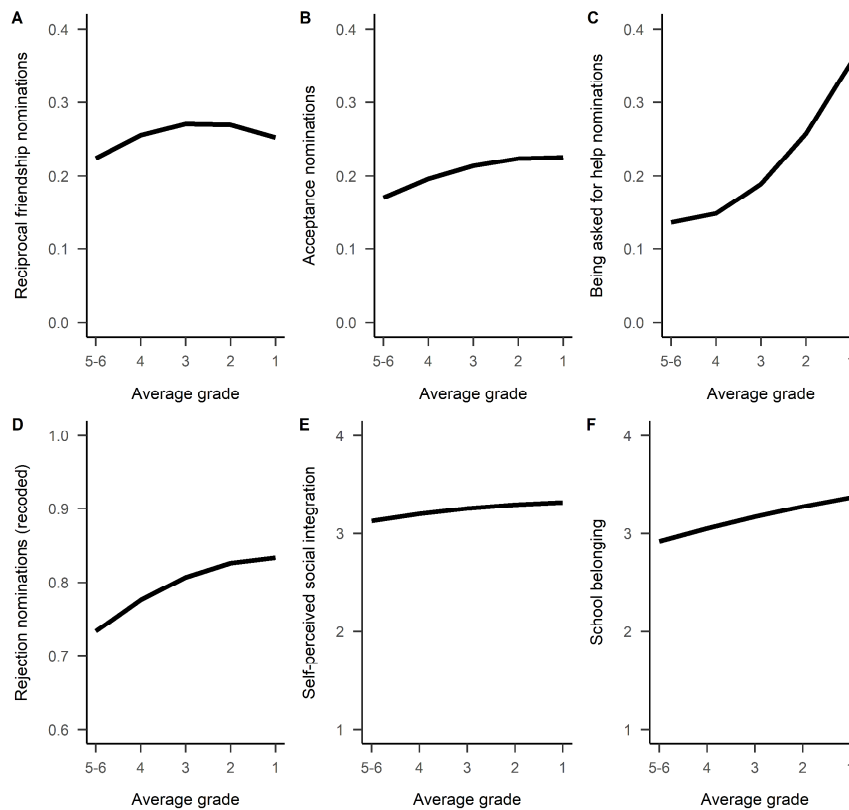 A
Reciprocal friendship nominations
0.4
0.3
0.2
0.1
0.0
5-6 4 3 2 1
Average grade
B
Acceptance nominations
0.4
0.3
0.2
0.1
0.0
5-6 4 3 2 1
Average grade
C
Being asked for help nominations
0.4
0.3
0.2
0.1
0.0
5-6 4 3 2 1
Average grade
D
Rejection nominations (recoded)
1.0
0.9
0.8
0.7
0.6
5-6 4 3 2 1
Average grade
E
Self-perceived social integration
4
3
2
1
5-6 4 3 2 1
Average grade
F
School belonging
4
3
2
1
5-6 4 3 2 1
Average grade